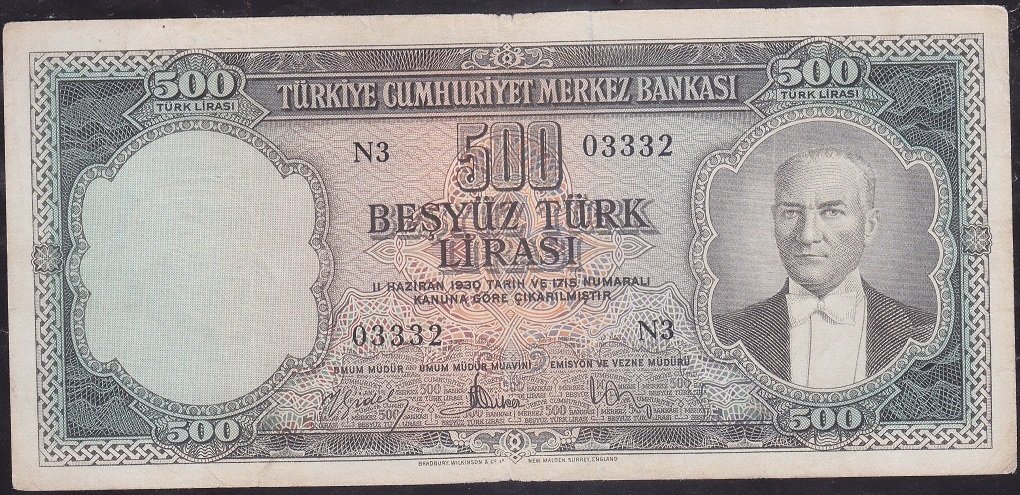 500
TÜRK LİRASI
TÜRKİYE CUMHURİYET MERKEZ BANKASI
500
TÜRK LİRASI
N3
500
03332
BEŞYÜZ TÜRK
LİRASI
11 HAZİRAN 1930 TARİH VE 1715 NUMARALI
KANUNA GÖRE ÇIKARILMIŞTIR
03332
N3
UMUM MÜDÜR
UMUM MÜDÜR MUAVİNİ
EMİSYON VE VEZNE MÜDÜRÜ
500
500
BRADBURY, WILKINSON & Cº Lᵈ
NEW MALDEN, SURREY, ENGLAND